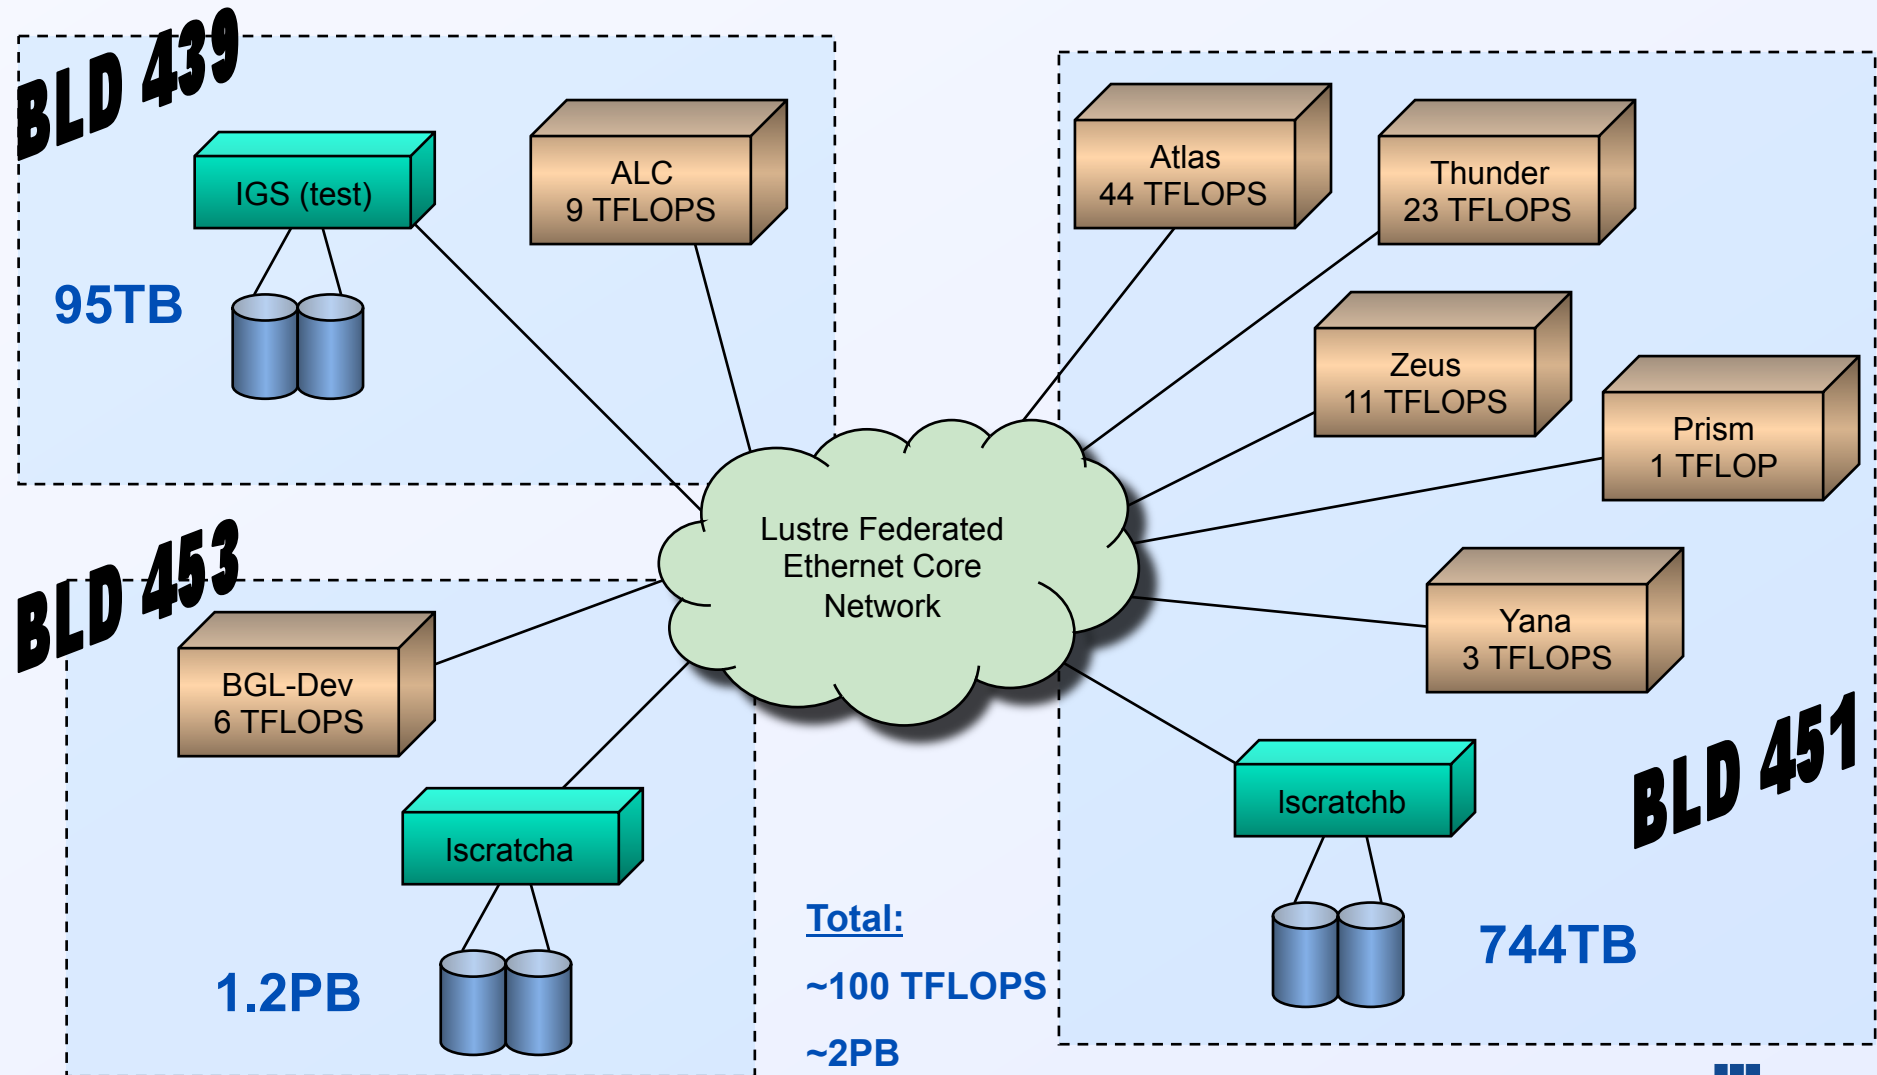 BLD 439
IGS (test)
95TB
ALC
9 TFLOPS
Atlas
44 TFLOPS
Thunder
23 TFLOPS
Zeus
11 TFLOPS
Prism
1 TFLOP
Lustre Federated
Ethernet Core
Network
BLD 453
BGL-Dev
6 TFLOPS
lscratcha
1.2PB
Yana
3 TFLOPS
BLD 451
lscratchb
744TB
Total:
~100 TFLOPS
~2PB